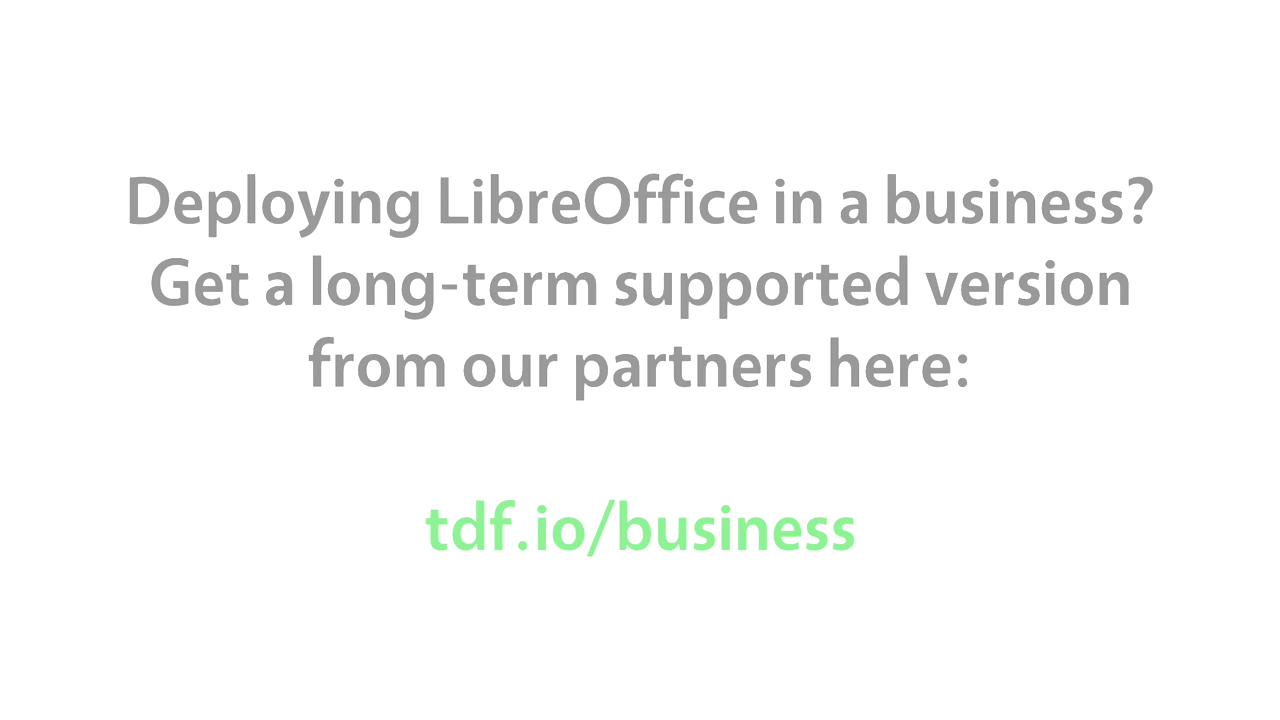 Deploying LibreOffice in a business?
Get a long-term supported version
from our partners here:
tdf.io/business